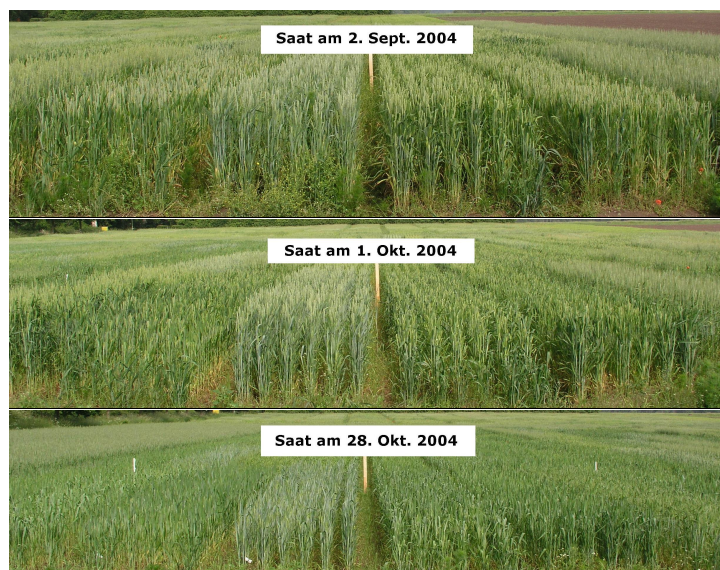 Saat am 2. Sept. 2004
Saat am 1. Okt. 2004
Saat am 28. Okt. 2004